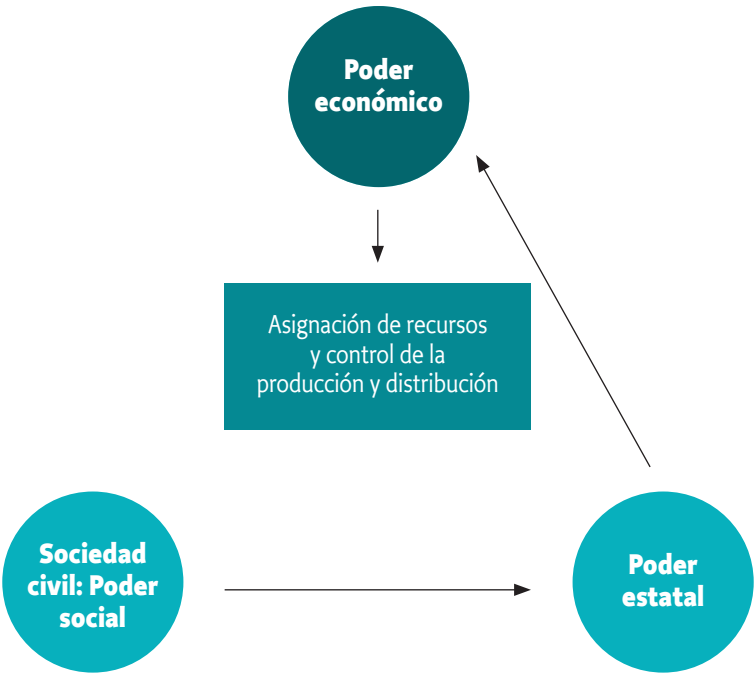 Poder
económico
Asignación de recursos
y control de la
producción y distribución
Sociedad
civil: Poder
social
Poder
estatal